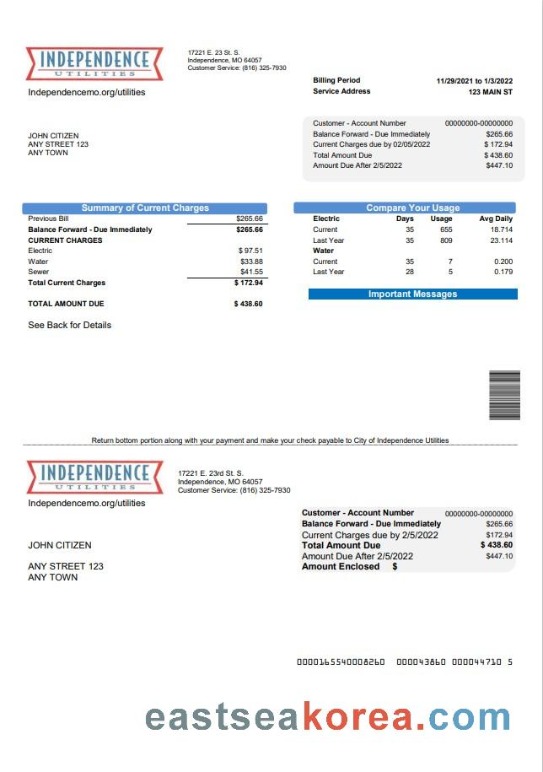 INDEPENDENCE
UTILITIES
Independencemo.org/utilities
17221 E. 23 St. S.
Independence, MO 64057
Customer Service: (816) 325-7930
Billing Period 11/29/2021 to 1/3/2022
Service Address 123 MAIN ST
JOHN CITIZEN
ANY STREET 123
ANY TOWN
Customer - Account Number 00000000-00000000
Balance Forward - Due Immediately $265.66
Current Charges due by 02/05/2022 $ 172.94
Total Amount Due $ 438.60
Amount Due After 2/5/2022 $447.10
Summary of Current Charges
Previous Bill $265.66
Balance Forward - Due Immediately $265.66
CURRENT CHARGES
Electric $ 97.51
Water $33.88
Sewer $41.55
Total Current Charges $ 172.94
TOTAL AMOUNT DUE $ 438.60
See Back for Details
Compare Your Usage
Electric Days Usage Avg Daily
Current 35 655 18.714
Last Year 35 809 23.114
Water
Current 35 7 0.200
Last Year 28 5 0.179
Important Messages
Return bottom portion along with your payment and make your check payable to City of Independence Utilities
INDEPENDENCE
UTILITIES
Independencemo.org/utilities
17221 E. 23rd St. S.
Independence, MO 64057
Customer Service: (816) 325-7930
JOHN CITIZEN
ANY STREET 123
ANY TOWN
Customer - Account Number 00000000-00000000
Balance Forward - Due Immediately $265.66
Current Charges due by 2/5/2022 $172.94
Total Amount Due $ 438.60
Amount Due After 2/5/2022 $447.10
Amount Enclosed $
0000165540008260 000043860 000044710 5
eastseakorea.com